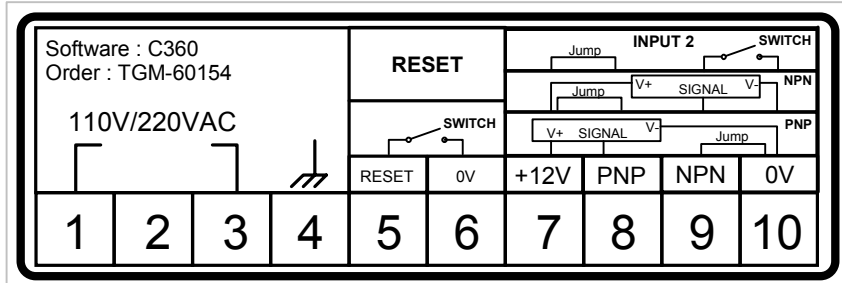 Software : C360
Order : TGM-60154
110V/220VAC
RESET
SWITCH
RESET 0V
INPUT 2
Jump SWITCH
V+ SIGNAL V- NPN
Jump
V+ SIGNAL V- PNP
Jump
+12V PNP NPN 0V
1 2 3 4 5 6 7 8 9 10